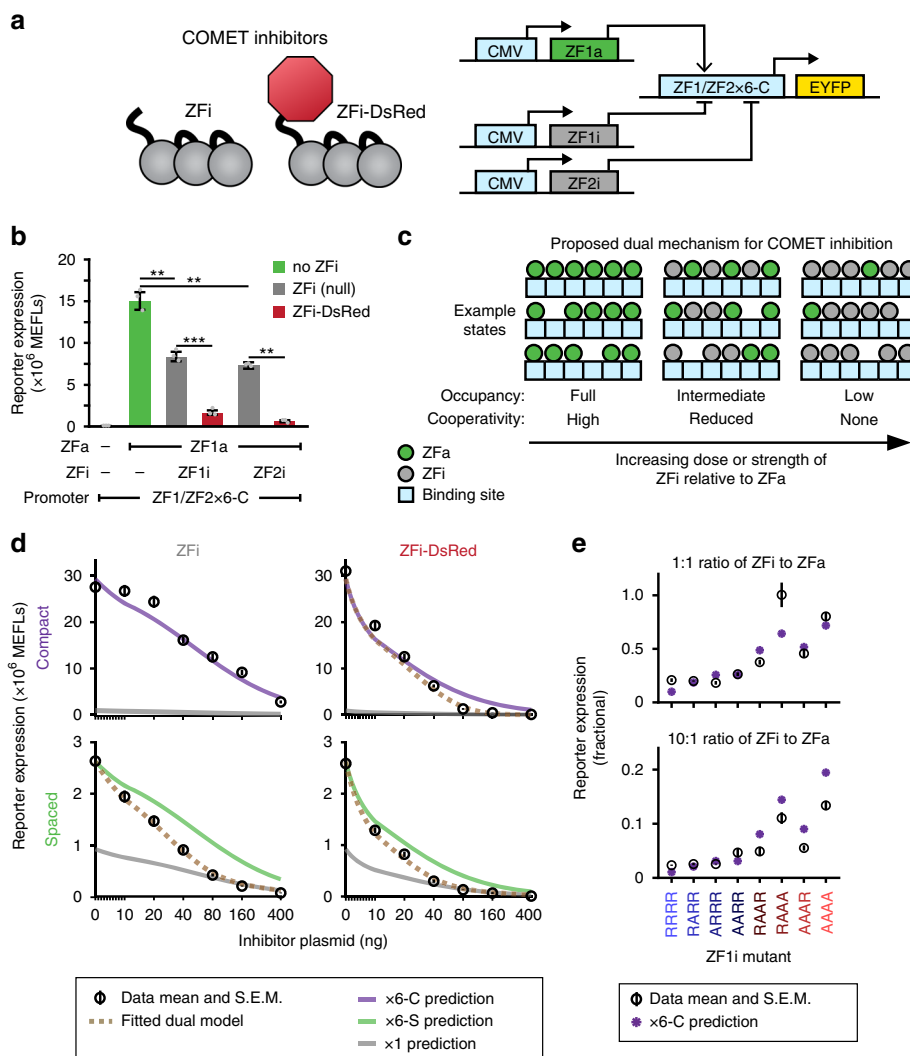 a
COMET inhibitors
ZFi
ZFi-DsRed
CMV
ZF1a
ZF1/ZF2×6-C
EYFP
CMV
ZF1i
CMV
ZF2i
b
Reporter expression
(×10⁶ MEFLs)
20
15
10
5
0
**
**
***
**
no ZFi
ZFi (null)
ZFi-DsRed
ZFa – ZF1a
ZFi – – ZF1i ZF2i
Promoter ZF1/ZF2×6-C
c
Proposed dual mechanism for COMET inhibition
Example
states
Occupancy: Full Intermediate Low
Cooperativity: High Reduced None
Increasing dose or strength of
ZFi relative to ZFa
ZFa
ZFi
Binding site
d
ZFi
ZFi-DsRed
Reporter expression (×10⁶ MEFLs)
Compact
Spaced
30
20
10
0
30
20
10
0
3
2
1
0
3
2
1
0
0 10 20 40 80 160 400
0 10 20 40 80 160 400
Inhibitor plasmid (ng)
Data mean and S.E.M.
Fitted dual model
×6-C prediction
×6-S prediction
×1 prediction
e
1:1 ratio of ZFi to ZFa
Reporter expression
(fractional)
1.0
0.5
0
10:1 ratio of ZFi to ZFa
0.2
0.1
0
RRRR
RARR
ARRR
AARR
RAAR
RAAA
AAAR
AAAA
ZF1i mutant
Data mean and S.E.M.
×6-C prediction